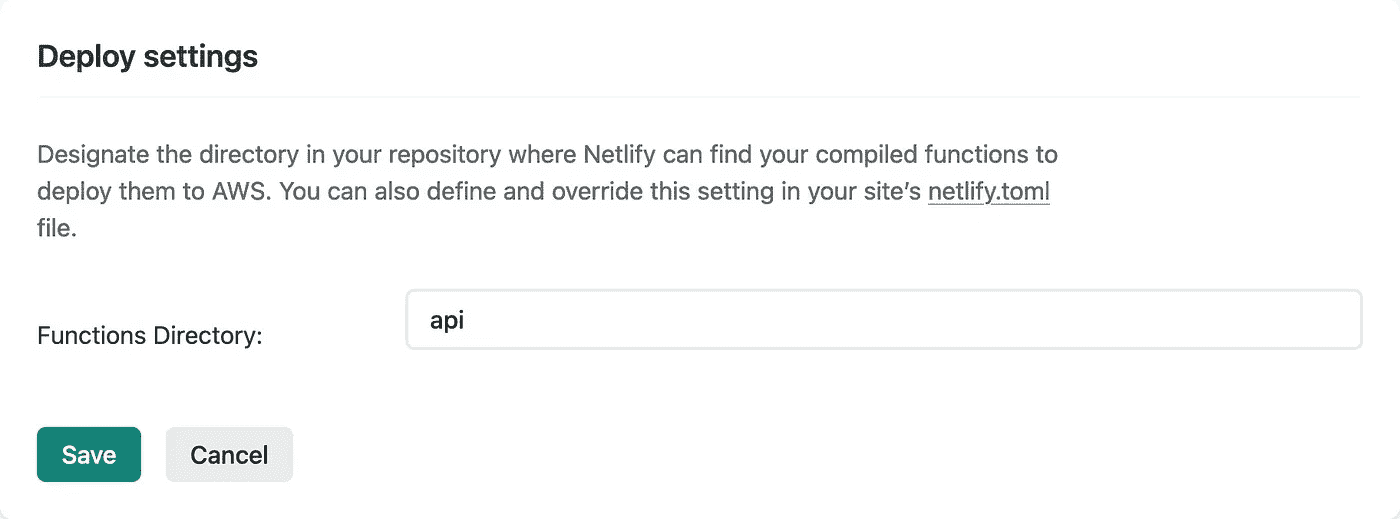 Deploy settings
Designate the directory in your repository where Netlify can find your compiled functions to
deploy them to AWS. You can also define and override this setting in your site’s netlify.toml
file.
Functions Directory:
api
Save
Cancel